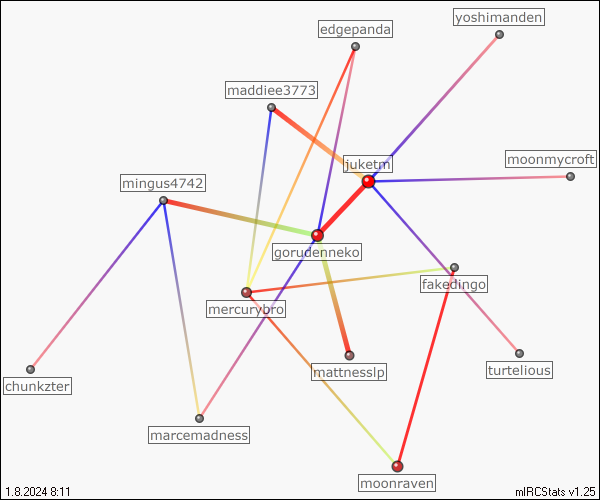 yoshimanden
edgepanda
maddiee3773
juketrn
moonmycroft
mingus4742
gorudenneko
fakedingo
mercurybro
mattnesslp
turtelious
chunkzter
marcemadness
moonraven
1.8.2024 8:11
mIRCStats v1.25